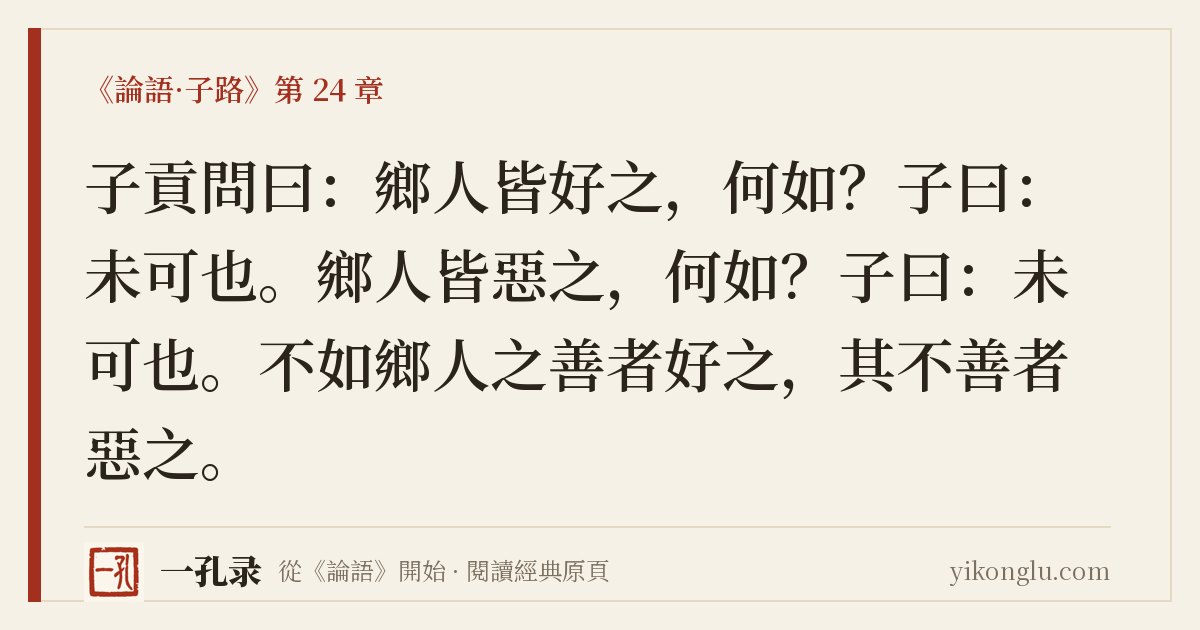 《論語·子路》第 24 章
子貢問曰：鄉人皆好之，何如？子曰：
未可也。鄉人皆惡之，何如？子曰：未
可也。不如鄉人之善者好之，其不善者
惡之。
一孔
一孔录 從《論語》開始 · 閱讀經典原頁 yikonglu.com